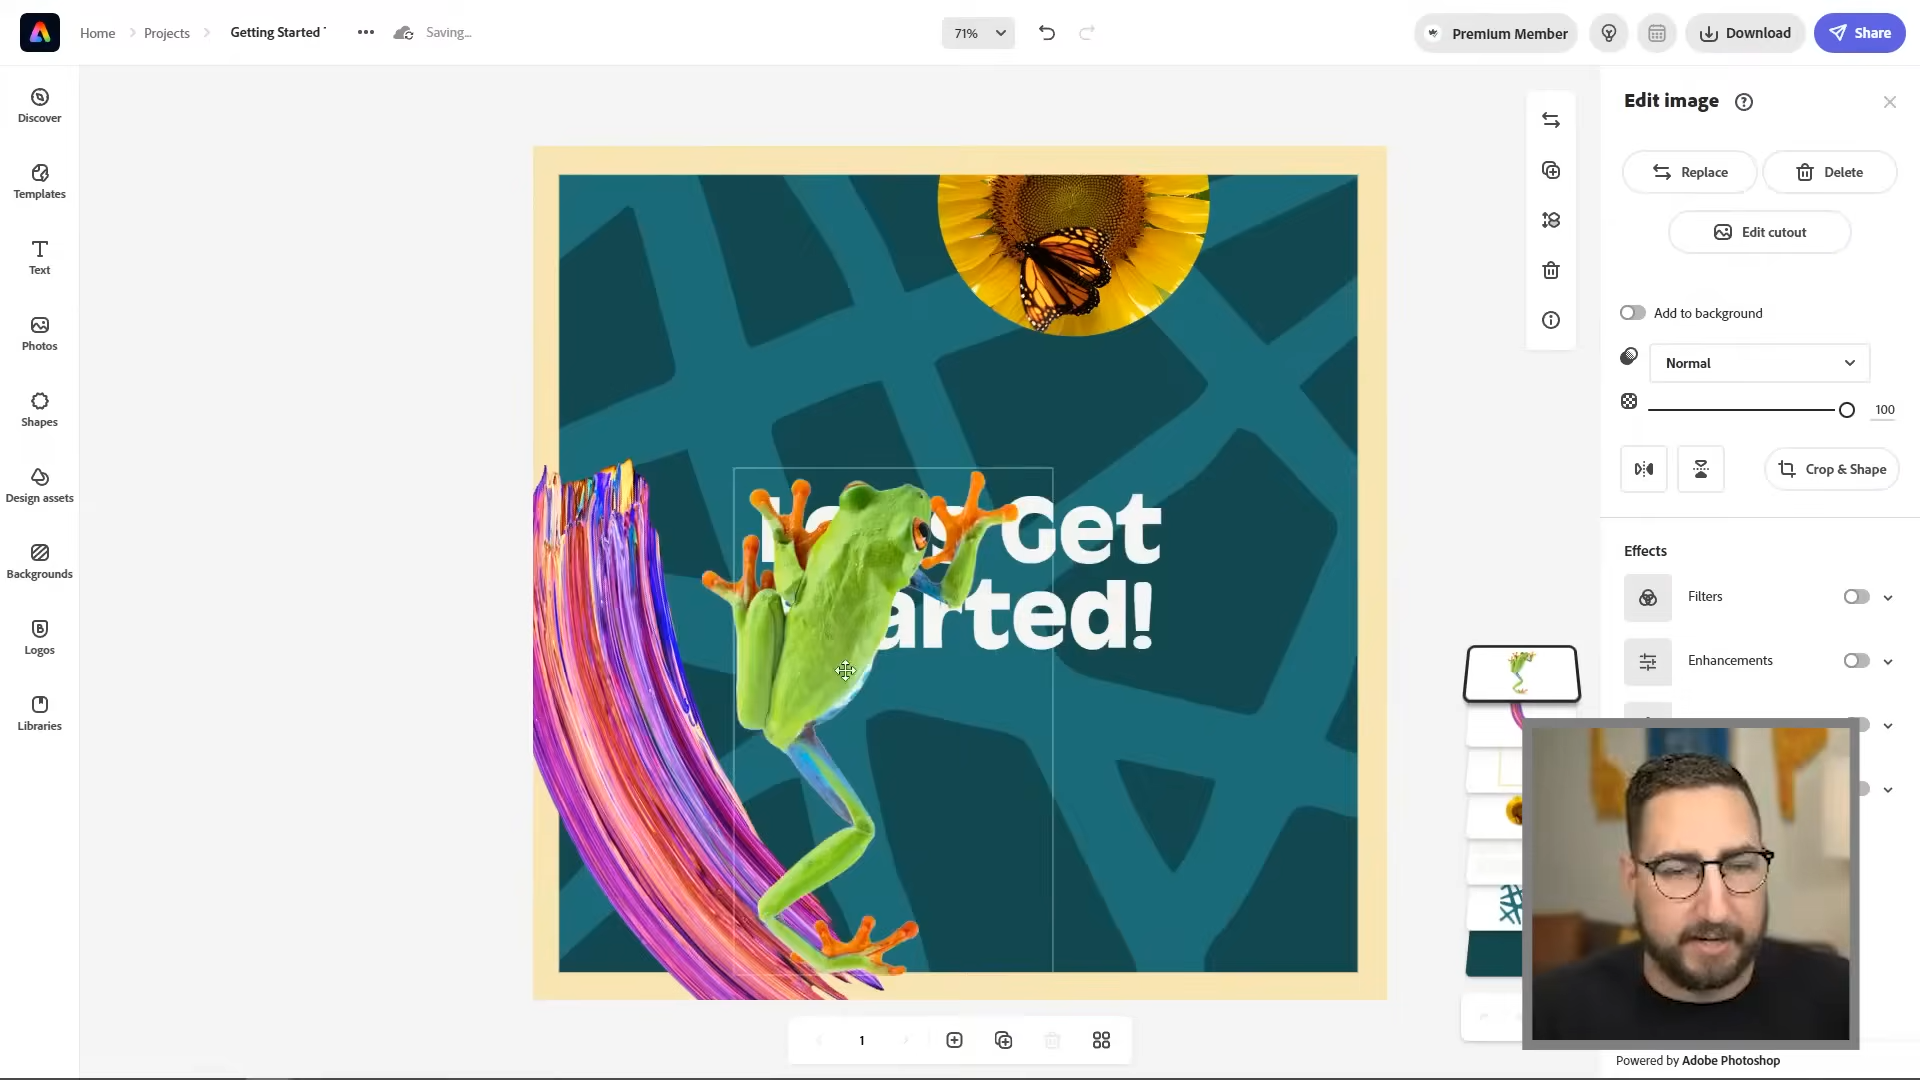 Home
Projects
Getting Started
Saving...
71%
Premium Member
Download
Share
Discover
Templates
Text
Photos
Shapes
Design assets
Backgrounds
Logos
Libraries
Get
arted!
1
Edit image
Replace
Delete
Edit cutout
Add to background
Normal
100
Crop & Shape
Effects
Filters
Enhancements
Powered by Adobe Photoshop